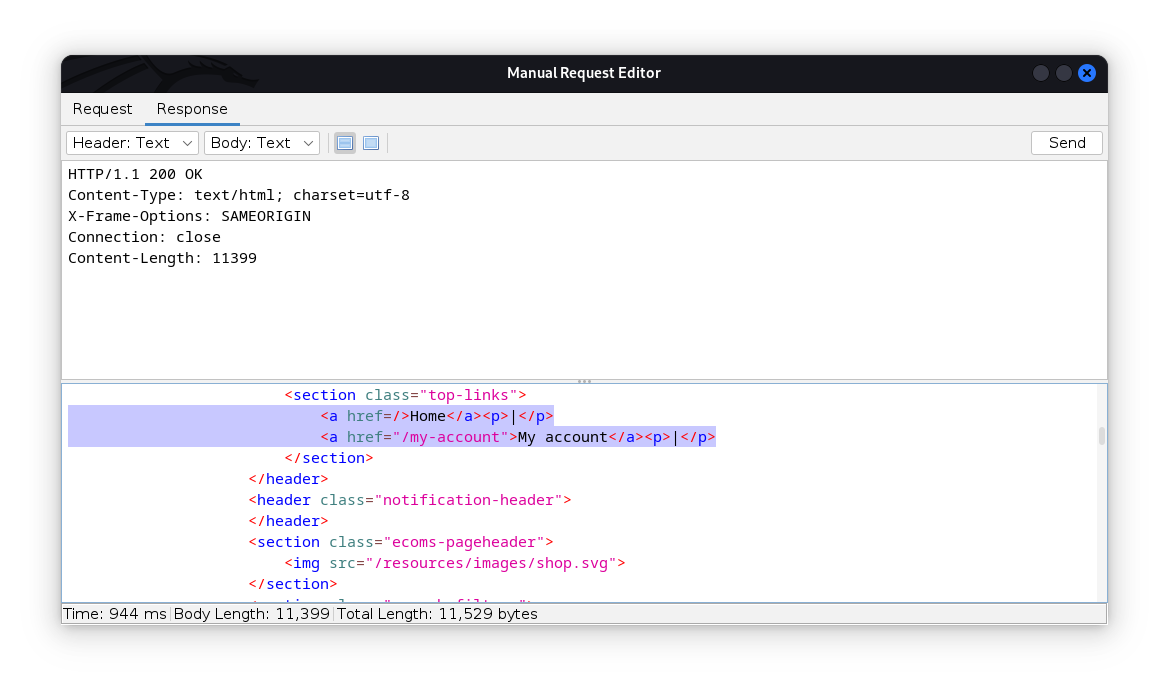 Manual Request Editor
Request Response
Header: Text Body: Text Send
HTTP/1.1 200 OK
Content-Type: text/html; charset=utf-8
X-Frame-Options: SAMEORIGIN
Connection: close
Content-Length: 11399
<section class="top-links">
<a href=/>Home</a><p>|</p>
<a href="/my-account">My account</a><p>|</p>
</section>
</header>
<header class="notification-header">
</header>
<section class="ecoms-pageheader">
<img src="/resources/images/shop.svg">
</section>
Time: 944 ms Body Length: 11,399 Total Length: 11,529 bytes